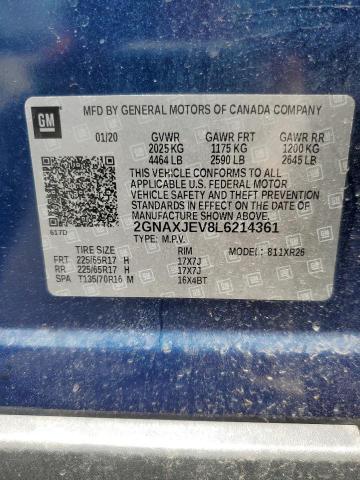 GM
MFD BY GENERAL MOTORS OF CANADA COMPANY
01/20 GVWR GAWR FRT GAWR RR
2025 KG 1175 KG 1200 KG
4464 LB 2590 LB 2645 LB
THIS VEHICLE CONFORMS TO ALL
APPLICABLE U.S. FEDERAL MOTOR
VEHICLE SAFETY AND THEFT PREVENTION
STANDARDS IN EFFECT ON THE DATE OF
MANUFACTURE SHOWN ABOVE.
617D 2GNAXJEV8L6214361
TYPE: M.P.V. MODEL: 811XR26
TIRE SIZE RIM
FRT 225/65R17 H 17X7J
RR 225/65R17 H 17X7J
SPA T135/70R16 M 16X4BT